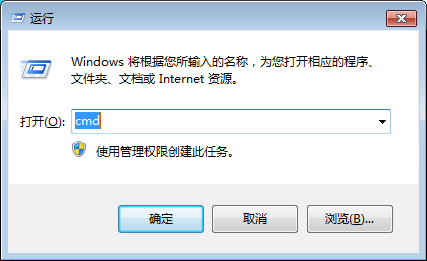 运行
Windows 将根据您所输入的名称，为您打开相应的程序、
文件夹、文档或 Internet 资源。
打开(O): cmd
使用管理权限创建此任务。
确定 取消 浏览(B)...